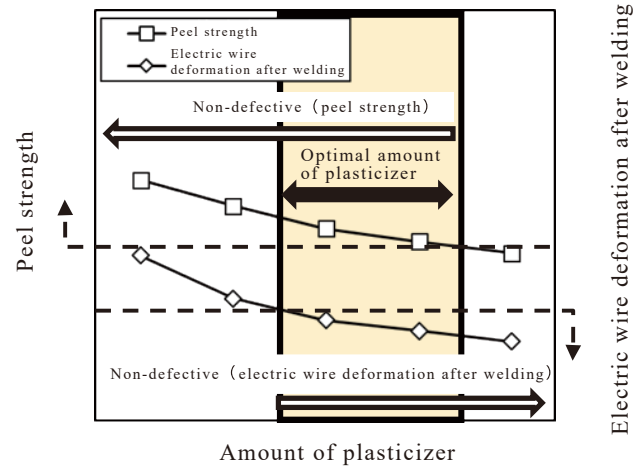 Peel strength
Electric wire
deformation after welding
Non-defective（peel strength）
Optimal amount
of plasticizer
Peel strength
Electric wire deformation after welding
Non-defective（electric wire deformation after welding）
Amount of plasticizer